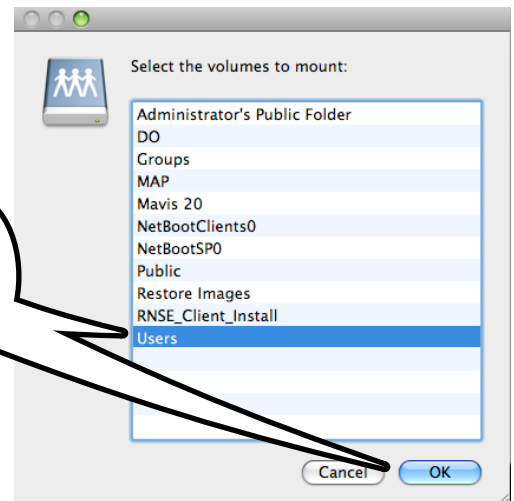 Select the volumes to mount:
Administrator's Public Folder
DO
Groups
MAP
Mavis 20
NetBootClients0
NetBootSP0
Public
Restore Images
RNSE_Client_Install
Users
Cancel
OK